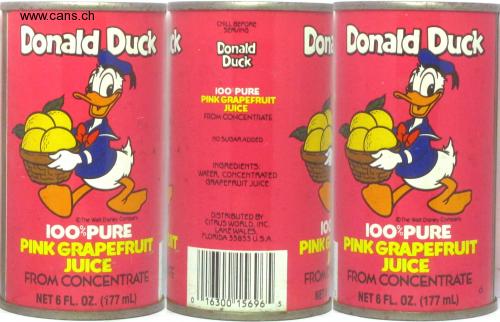 www.cans.ch
Donald Duck
© The Walt Disney Company
100% PURE
PINK GRAPEFRUIT
JUICE
FROM CONCENTRATE
NET 6 FL. OZ. (177 mL)
CHILL BEFORE
SERVING
Donald
Duck
100% PURE
PINK GRAPEFRUIT
JUICE
FROM CONCENTRATE
NO SUGAR ADDED
INGREDIENTS:
WATER, CONCENTRATED
GRAPEFRUIT JUICE.
DISTRIBUTED BY
CITRUS WORLD, INC.
LAKE WALES,
FLORIDA 33853 U.S.A.
0 16300 15696 3
Donald Duck
© The Walt Disney Company
100% PURE
PINK GRAPEFRUIT
JUICE
FROM CONCENTRATE
NET 6 FL. OZ. (177 mL)